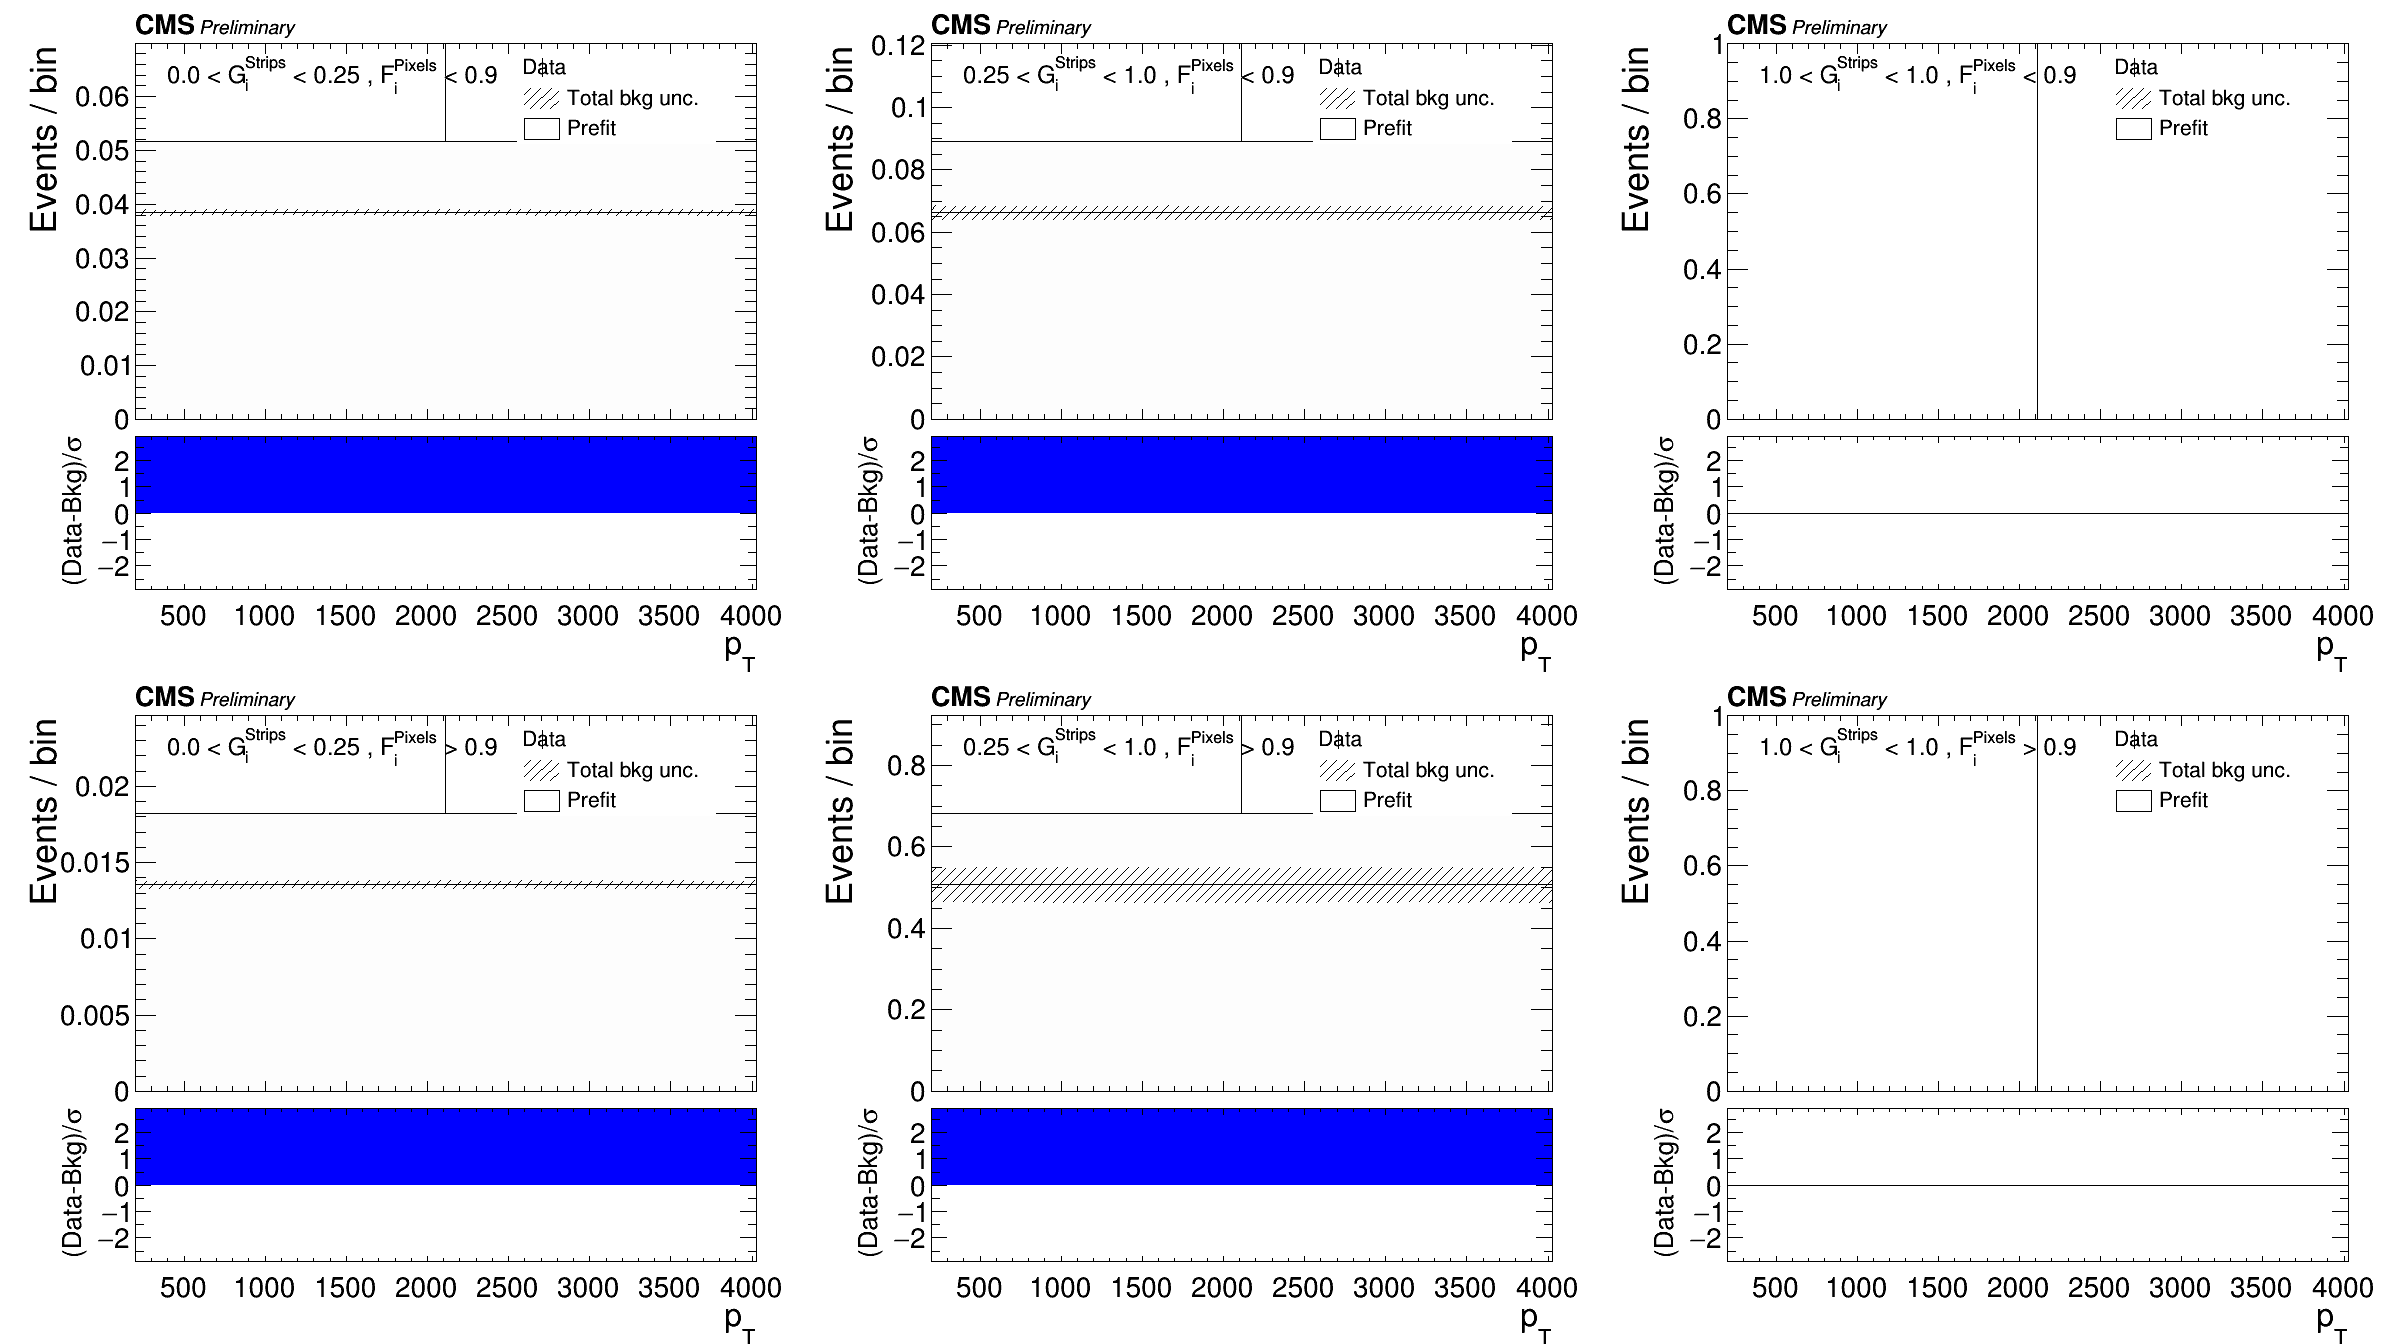 CMS Preliminary
Events / bin
0.0 < G_i^Strips < 0.25 , F_i^Pixels < 0.9
Data
Total bkg unc.
Prefit
0.06
0.05
0.04
0.03
0.02
0.01
0
(Data-Bkg)/σ
2
1
0
−1
−2
500 1000 1500 2000 2500 3000 3500 4000
p_T
CMS Preliminary
Events / bin
0.25 < G_i^Strips < 1.0 , F_i^Pixels < 0.9
Data
Total bkg unc.
Prefit
0.12
0.1
0.08
0.06
0.04
0.02
0
(Data-Bkg)/σ
2
1
0
−1
−2
500 1000 1500 2000 2500 3000 3500 4000
p_T
CMS Preliminary
Events / bin
1.0 < G_i^Strips < 1.0 , F_i^Pixels < 0.9
Data
Total bkg unc.
Prefit
1
0.8
0.6
0.4
0.2
0
(Data-Bkg)/σ
2
1
0
−1
−2
500 1000 1500 2000 2500 3000 3500 4000
p_T
CMS Preliminary
Events / bin
0.0 < G_i^Strips < 0.25 , F_i^Pixels > 0.9
Data
Total bkg unc.
Prefit
0.02
0.015
0.01
0.005
0
(Data-Bkg)/σ
2
1
0
−1
−2
500 1000 1500 2000 2500 3000 3500 4000
p_T
CMS Preliminary
Events / bin
0.25 < G_i^Strips < 1.0 , F_i^Pixels > 0.9
Data
Total bkg unc.
Prefit
0.8
0.6
0.4
0.2
0
(Data-Bkg)/σ
2
1
0
−1
−2
500 1000 1500 2000 2500 3000 3500 4000
p_T
CMS Preliminary
Events / bin
1.0 < G_i^Strips < 1.0 , F_i^Pixels > 0.9
Data
Total bkg unc.
Prefit
1
0.8
0.6
0.4
0.2
0
(Data-Bkg)/σ
2
1
0
−1
−2
500 1000 1500 2000 2500 3000 3500 4000
p_T